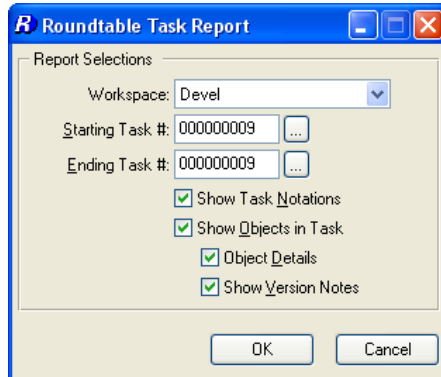 Roundtable Task Report
Report Selections
Workspace: Devel
Starting Task #: 000000009 ...
Ending Task #: 000000009 ...
Show Task Notations
Show Objects in Task
Object Details
Show Version Notes
OK Cancel